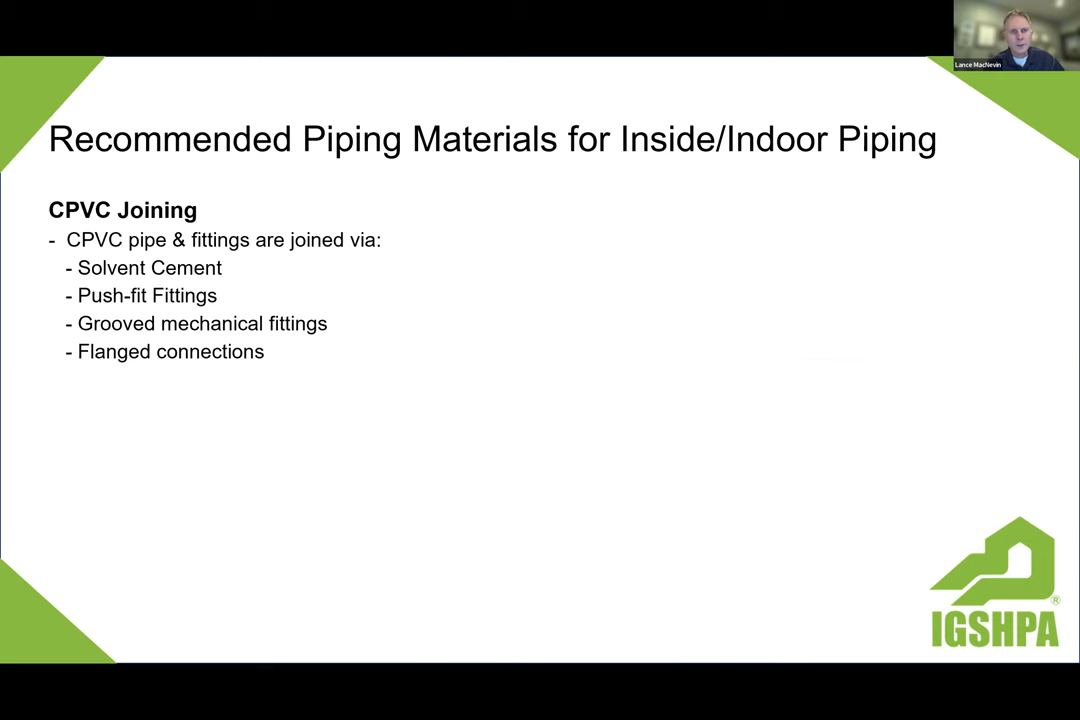 Lance MacNevin
Recommended Piping Materials for Inside/Indoor Piping
CPVC Joining
- CPVC pipe & fittings are joined via:
- Solvent Cement
- Push-fit Fittings
- Grooved mechanical fittings
- Flanged connections
®
IGSHPA